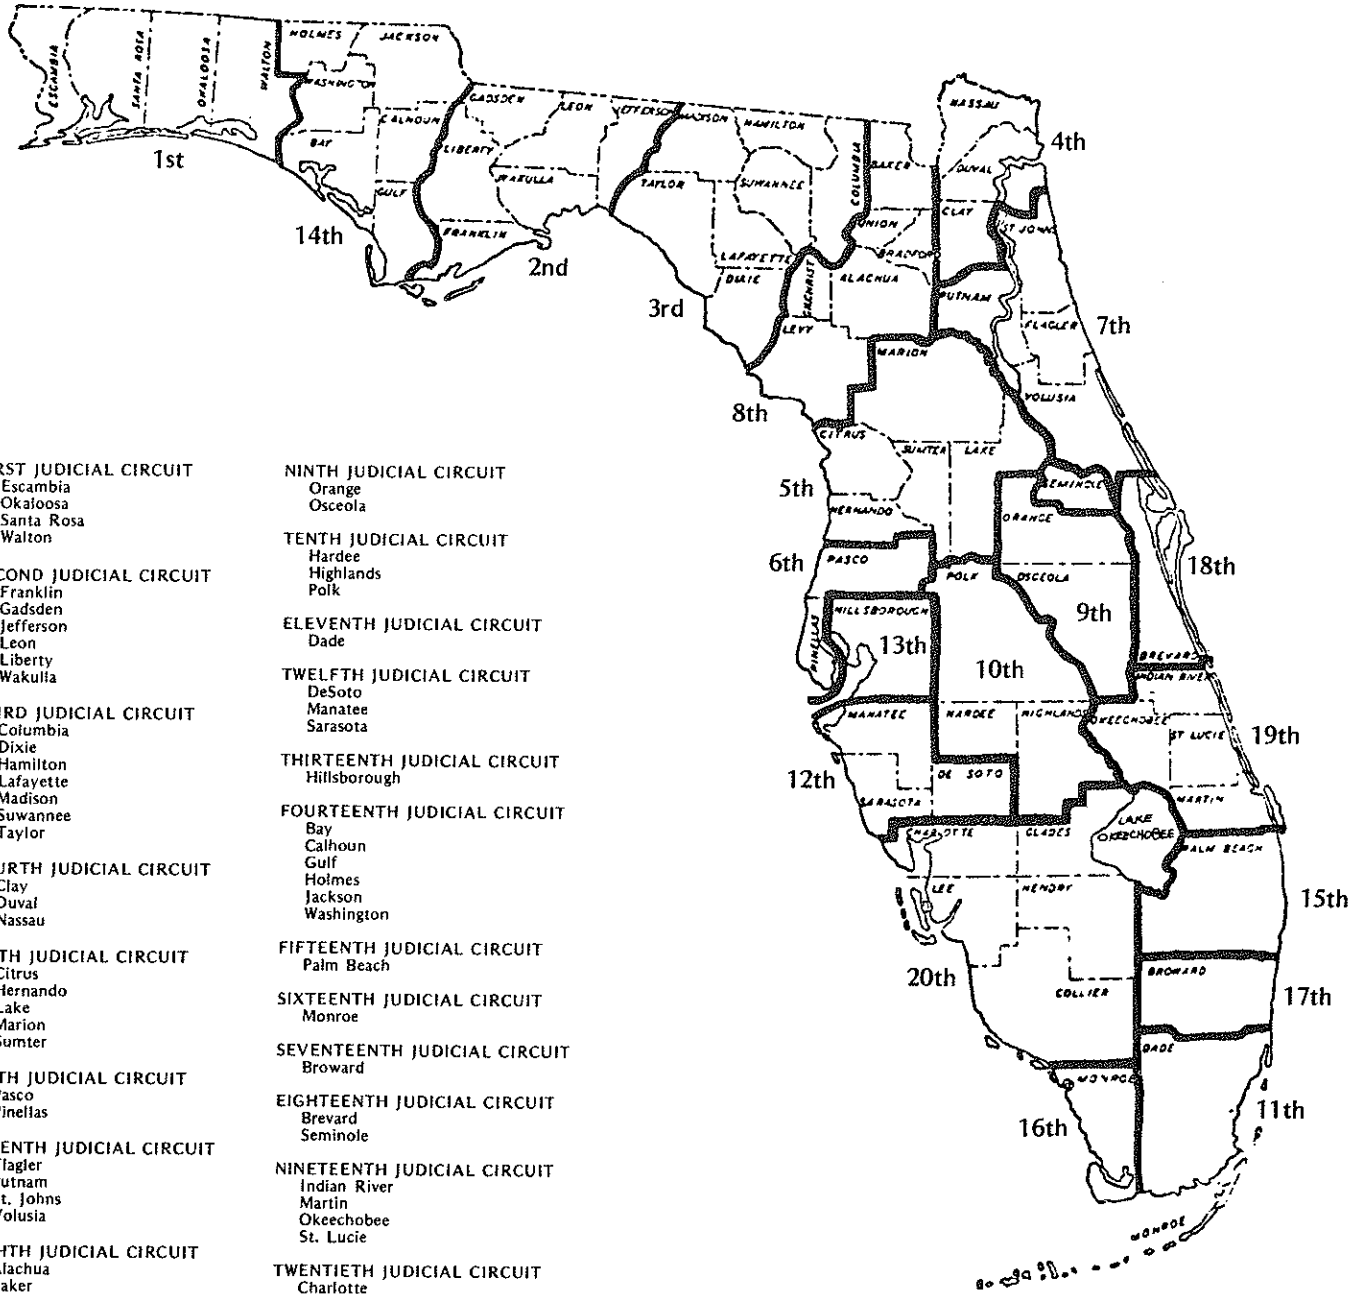 HOLMES
JACKSON
ESCAMBIA
SANTA ROSA
OKALOOSA
WALTON
WASHINGTON
GADSDEN
LEON
JEFFERSON
MADISON
HAMILTON
NASSAU
CALHOUN
BAY
LIBERTY
COLUMBIA
BAKER
DUVAL
4th
1st
WAKULLA
TAYLOR
SUWANNEE
GULF
UNION
CLAY
ST JOHNS
14th
FRANKLIN
2nd
LAFAYETTE
BRADFORD
DIXIE
GILCHRIST
ALACHUA
3rd
PUTNAM
LEVY
FLAGLER
7th
MARION
8th
VOLUSIA
CITRUS
SUMTER
LAKE
5th
SEMINOLE
HERNANDO
ORANGE
6th
PASCO
POLK
OSCEOLA
18th
HILLSBOROUGH
PINELLAS
13th
9th
10th
BREVARD
INDIAN RIVER
MANATEE
HARDEE
HIGHLANDS
OKEECHOBEE
ST LUCIE
19th
12th
DE SOTO
SARASOTA
MARTIN
CHARLOTTE
GLADES
LAKE
OKEECHOBEE
PALM BEACH
LEE
HENDRY
15th
20th
BROWARD
COLLIER
17th
DADE
MONROE
16th
11th
MONROE
RST JUDICIAL CIRCUIT
Escambia
Okaloosa
Santa Rosa
Walton
COND JUDICIAL CIRCUIT
Franklin
Gadsden
Jefferson
Leon
Liberty
Wakulla
IRD JUDICIAL CIRCUIT
Columbia
Dixie
Hamilton
Lafayette
Madison
Suwannee
Taylor
URTH JUDICIAL CIRCUIT
Clay
Duval
Nassau
TH JUDICIAL CIRCUIT
Citrus
Hernando
Lake
Marion
Sumter
TH JUDICIAL CIRCUIT
Pasco
Pinellas
ENTH JUDICIAL CIRCUIT
Flagler
Putnam
St. Johns
Volusia
HTH JUDICIAL CIRCUIT
Alachua
Baker
NINTH JUDICIAL CIRCUIT
Orange
Osceola
TENTH JUDICIAL CIRCUIT
Hardee
Highlands
Polk
ELEVENTH JUDICIAL CIRCUIT
Dade
TWELFTH JUDICIAL CIRCUIT
DeSoto
Manatee
Sarasota
THIRTEENTH JUDICIAL CIRCUIT
Hillsborough
FOURTEENTH JUDICIAL CIRCUIT
Bay
Calhoun
Gulf
Holmes
Jackson
Washington
FIFTEENTH JUDICIAL CIRCUIT
Palm Beach
SIXTEENTH JUDICIAL CIRCUIT
Monroe
SEVENTEENTH JUDICIAL CIRCUIT
Broward
EIGHTEENTH JUDICIAL CIRCUIT
Brevard
Seminole
NINETEENTH JUDICIAL CIRCUIT
Indian River
Martin
Okeechobee
St. Lucie
TWENTIETH JUDICIAL CIRCUIT
Charlotte